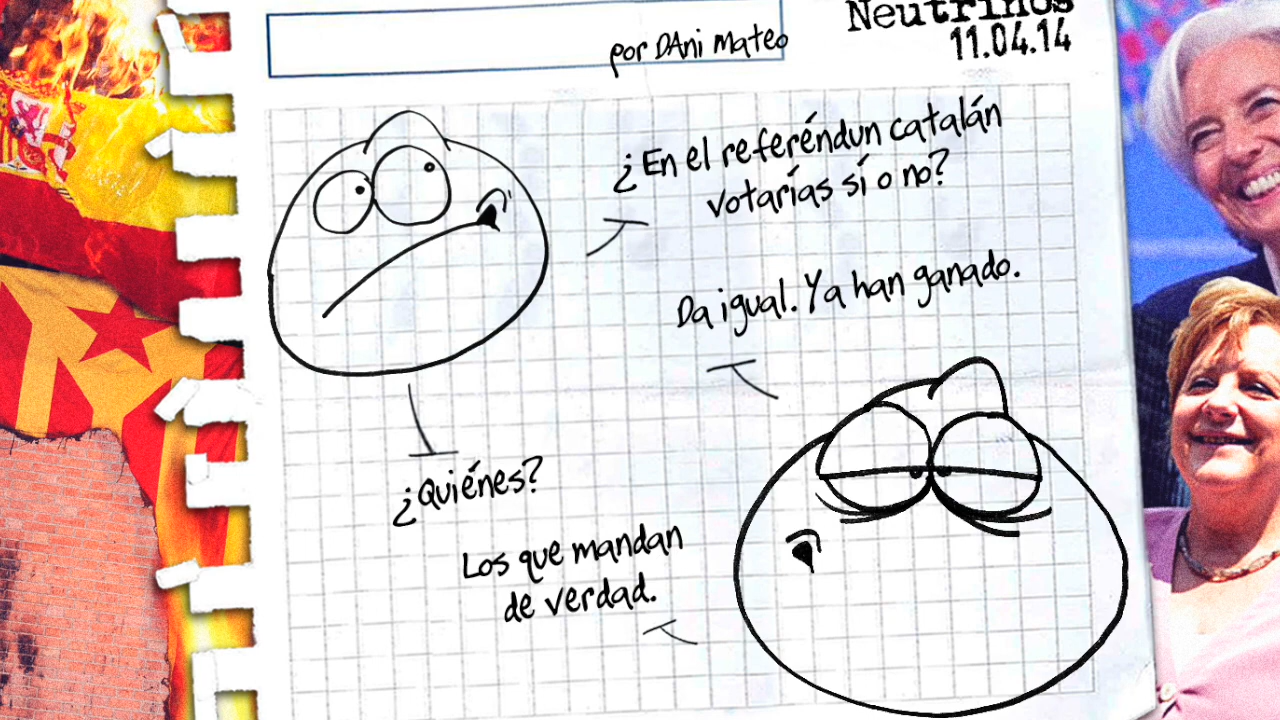 Neutrinos
por DAni Mateo
11.04.14
¿En el referéndun catalán
votarías sí o no?
Da igual. Ya han ganado.
¿Quiénes?
Los que mandan
de verdad.